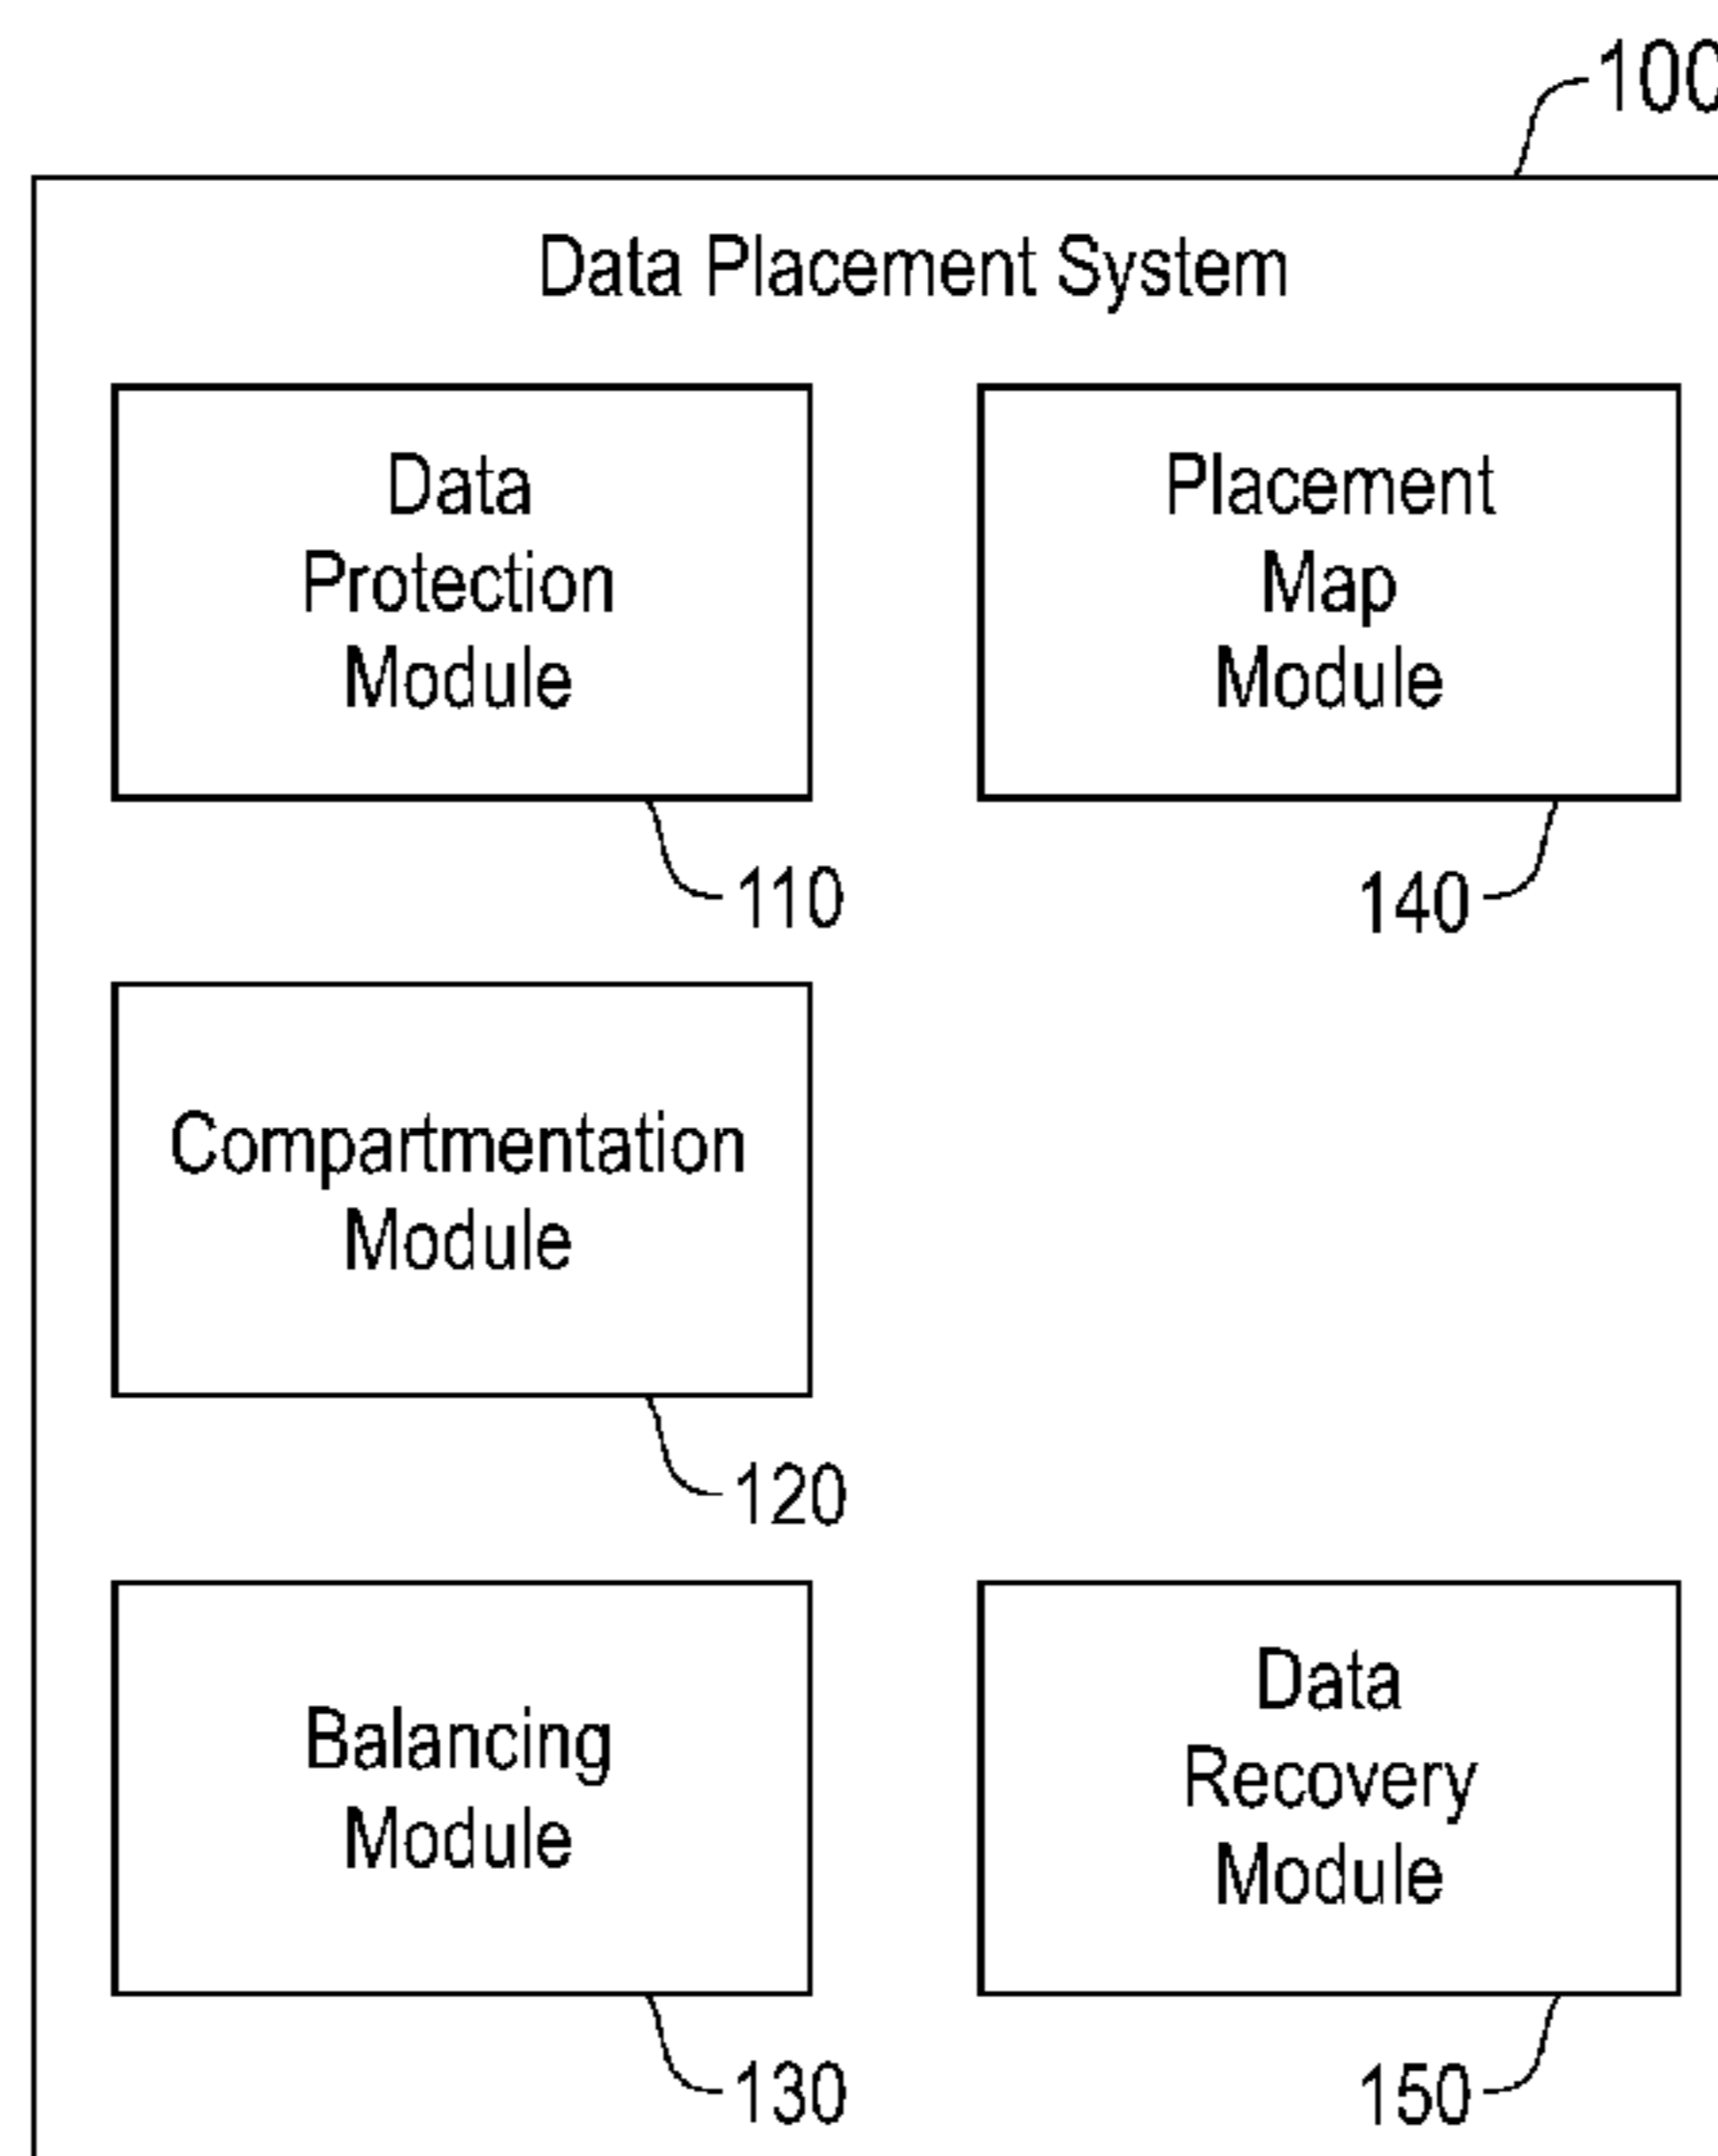 100
Data Placement System
Data
Protection
Module
110
Placement
Map
Module
140
Compartmentation
Module
120
Balancing
Module
130
Data
Recovery
Module
150